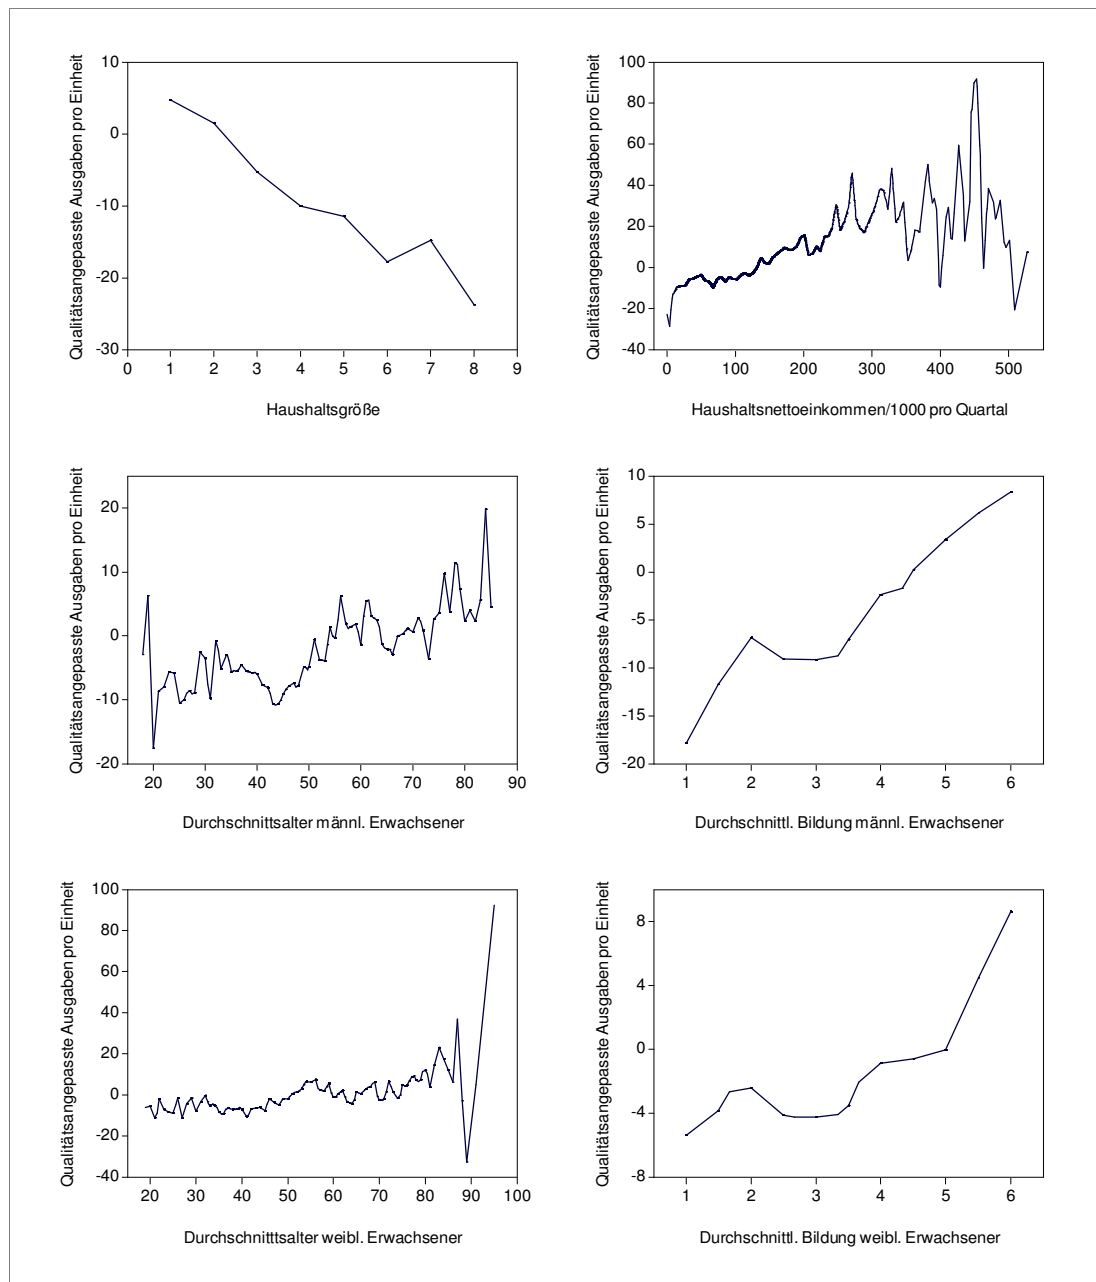 Qualitätsangepasste Ausgaben pro Einheit
10
0
-10
-20
-30
0 1 2 3 4 5 6 7 8 9
Haushaltsgröße
Qualitätsangepasste Ausgaben pro Einheit
100
80
60
40
20
0
-20
-40
0 100 200 300 400 500
Haushaltsnettoeinkommen/1000 pro Quartal
Qualitätsangepasste Ausgaben pro Einheit
20
10
0
-10
-20
20 30 40 50 60 70 80 90
Durchschnittsalter männl. Erwachsener
Qualitätsangepasste Ausgaben pro Einheit
10
5
0
-5
-10
-15
-20
1 2 3 4 5 6
Durchschnittl. Bildung männl. Erwachsener
Qualitätsangepasste Ausgaben pro Einheit
100
80
60
40
20
0
-20
-40
20 30 40 50 60 70 80 90 100
Durchschnitttsalter weibl. Erwachsener
Qualitätsangepasste Ausgaben pro Einheit
8
4
0
-4
-8
1 2 3 4 5 6
Durchschnittl. Bildung weibl. Erwachsener